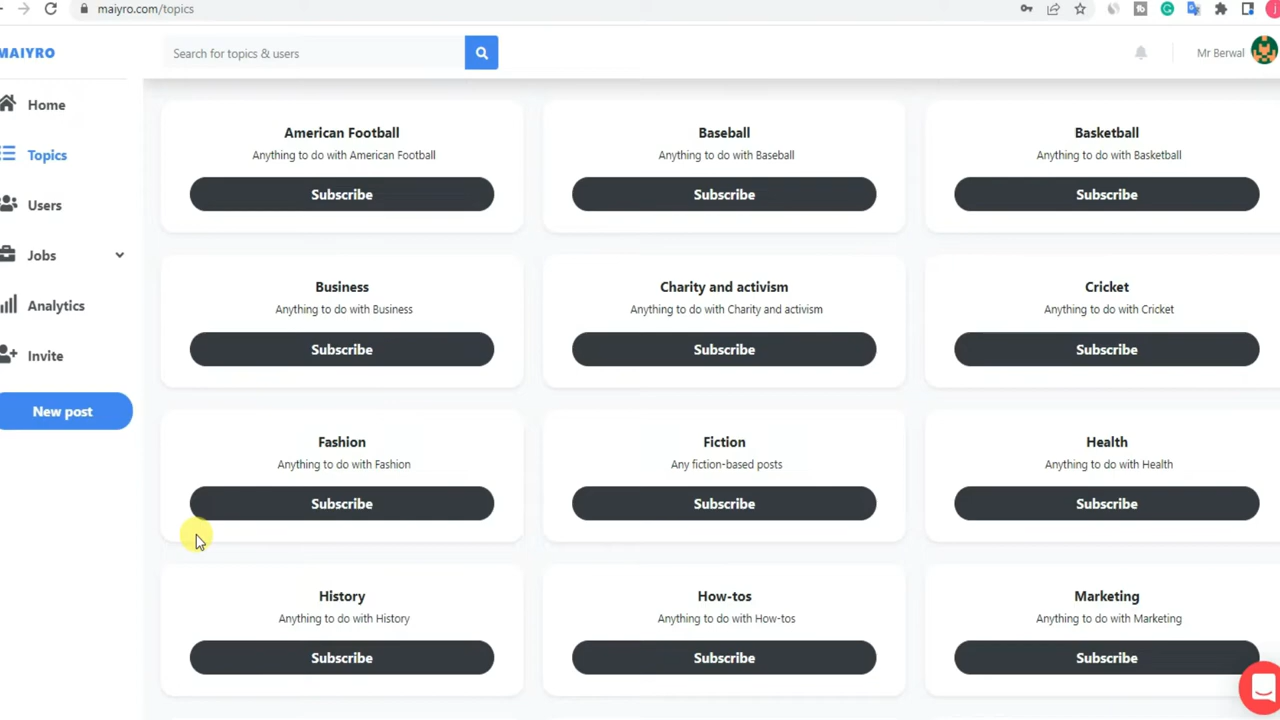 maiyro.com/topics
MAIYRO
Search for topics & users
Mr Berwal
Home
Topics
Users
Jobs
Analytics
Invite
New post
American Football
Anything to do with American Football
Subscribe
Baseball
Anything to do with Baseball
Subscribe
Basketball
Anything to do with Basketball
Subscribe
Business
Anything to do with Business
Subscribe
Charity and activism
Anything to do with Charity and activism
Subscribe
Cricket
Anything to do with Cricket
Subscribe
Fashion
Anything to do with Fashion
Subscribe
Fiction
Any fiction-based posts
Subscribe
Health
Anything to do with Health
Subscribe
History
Anything to do with History
Subscribe
How-tos
Anything to do with How-tos
Subscribe
Marketing
Anything to do with Marketing
Subscribe